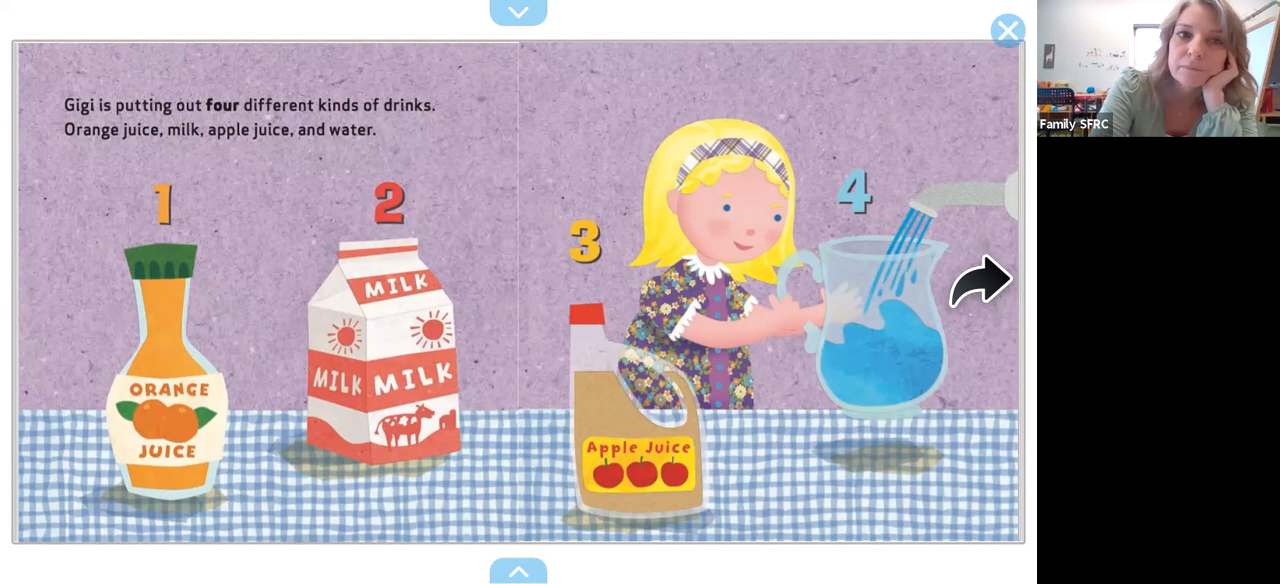 Gigi is putting out four different kinds of drinks.
Orange juice, milk, apple juice, and water.
1
2
3
4
MILK
MILK MILK
ORANGE
JUICE
Apple Juice
Family SFRC